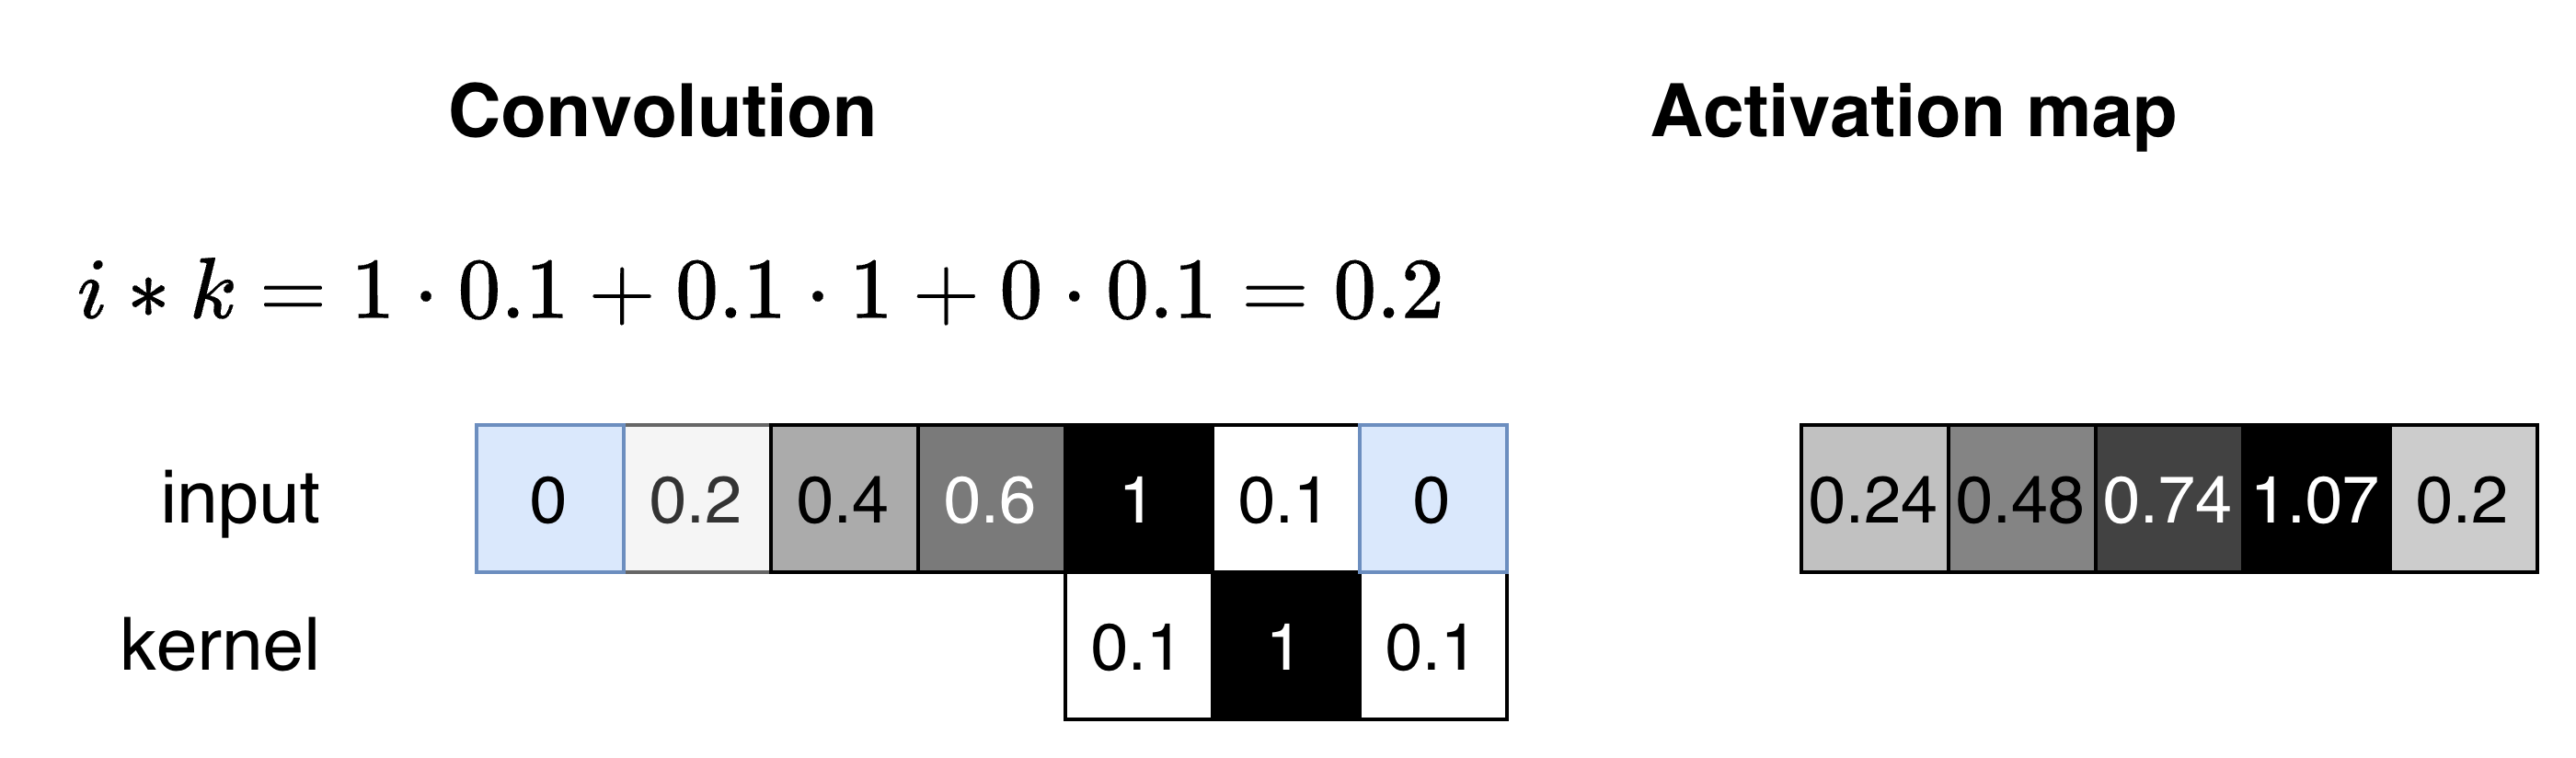 Convolution Activation map
i ∗ k = 1 · 0.1 + 0.1 · 1 + 0 · 0.1 = 0.2
input 0 0.2 0.4 0.6 1 0.1 0 0.24 0.48 0.74 1.07 0.2
kernel 0.1 1 0.1